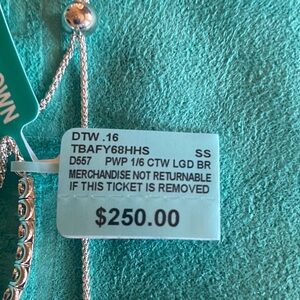 OWN
DTW .16
TBAFY68HHS SS
D557 PWP 1/6 CTW LGD BR
MERCHANDISE NOT RETURNABLE
IF THIS TICKET IS REMOVED
$250.00